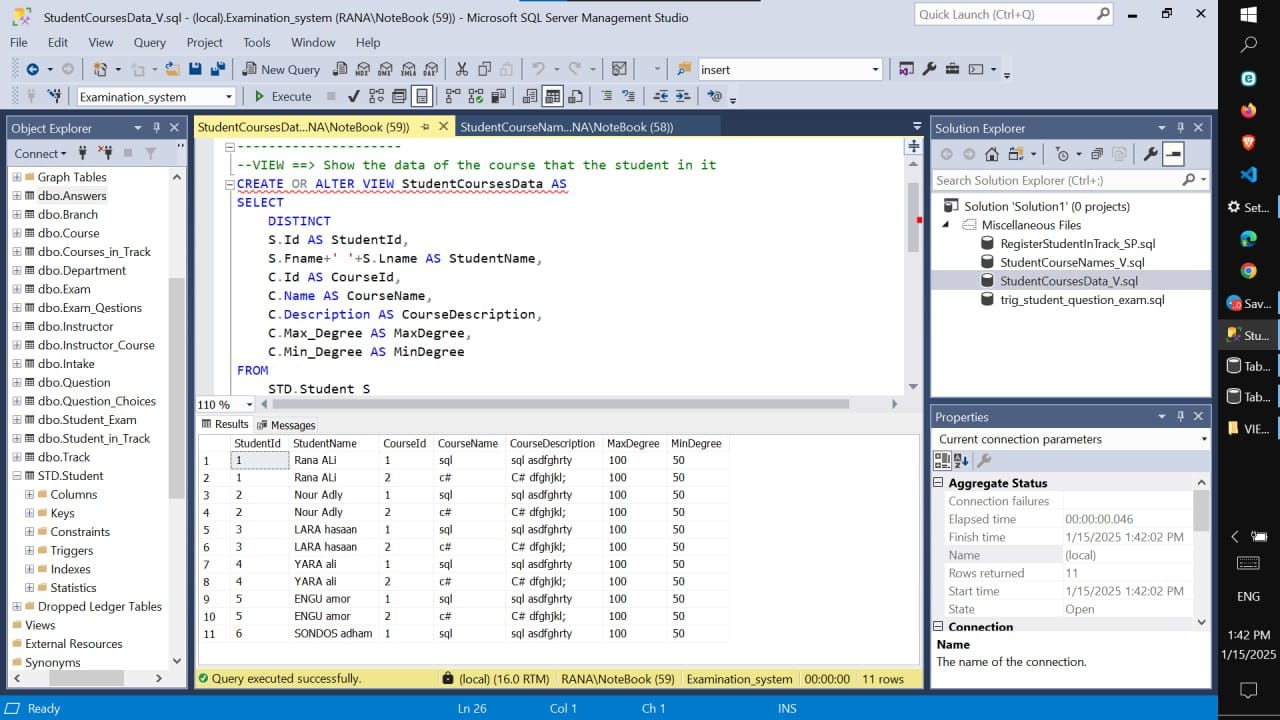 StudentCoursesData_V.sql - (local).Examination_system (RANA\NoteBook (59)) - Microsoft SQL Server Management Studio
Quick Launch (Ctrl+Q)
File Edit View Query Project Tools Window Help
New Query
MDX DMX XMLA DAX
insert
Examination_system
Execute
Object Explorer
Connect
Graph Tables
dbo.Answers
dbo.Branch
dbo.Course
dbo.Courses_in_Track
dbo.Department
dbo.Exam
dbo.Exam_Qestions
dbo.Instructor
dbo.Instructor_Course
dbo.Intake
dbo.Question
dbo.Question_Choices
dbo.Student_Exam
dbo.Student_in_Track
dbo.Track
STD.Student
Columns
Keys
Constraints
Triggers
Indexes
Statistics
Dropped Ledger Tables
Views
External Resources
Synonyms
StudentCoursesDat...NA\NoteBook (59)) StudentCourseNam...NA\NoteBook (58))
---------------------
--VIEW ==> Show the data of the course that the student in it
CREATE OR ALTER VIEW StudentCoursesData AS
SELECT
DISTINCT
S.Id AS StudentId,
S.Fname+' '+S.Lname AS StudentName,
C.Id AS CourseId,
C.Name AS CourseName,
C.Description AS CourseDescription,
C.Max_Degree AS MaxDegree,
C.Min_Degree AS MinDegree
FROM
STD.Student S
110 %
Results Messages
StudentId StudentName CourseId CourseName CourseDescription MaxDegree MinDegree
1 1 Rana ALi 1 sql sql asdfghrty 100 50
2 1 Rana ALi 2 c# C# dfghjkl; 100 50
3 2 Nour Adly 1 sql sql asdfghrty 100 50
4 2 Nour Adly 2 c# C# dfghjkl; 100 50
5 3 LARA hasaan 1 sql sql asdfghrty 100 50
6 3 LARA hasaan 2 c# C# dfghjkl; 100 50
7 4 YARA ali 1 sql sql asdfghrty 100 50
8 4 YARA ali 2 c# C# dfghjkl; 100 50
9 5 ENGU amor 1 sql sql asdfghrty 100 50
10 5 ENGU amor 2 c# C# dfghjkl; 100 50
11 6 SONDOS adham 1 sql sql asdfghrty 100 50
Query executed successfully. (local) (16.0 RTM) RANA\NoteBook (59) Examination_system 00:00:00 11 rows
Solution Explorer
Search Solution Explorer (Ctrl+;)
Solution 'Solution1' (0 projects)
Miscellaneous Files
RegisterStudentInTrack_SP.sql
StudentCourseNames_V.sql
StudentCoursesData_V.sql
trig_student_question_exam.sql
Properties
Current connection parameters
Aggregate Status
Connection failures
Elapsed time 00:00:00.046
Finish time 1/15/2025 1:42:02 PM
Name (local)
Rows returned 11
Start time 1/15/2025 1:42:02 PM
State Open
Connection
Name
The name of the connection.
Ready Ln 26 Col 1 Ch 1 INS
Set...
Sav...
Stu...
Tab...
Tab...
VIE...
ENG
1:42 PM
1/15/2025